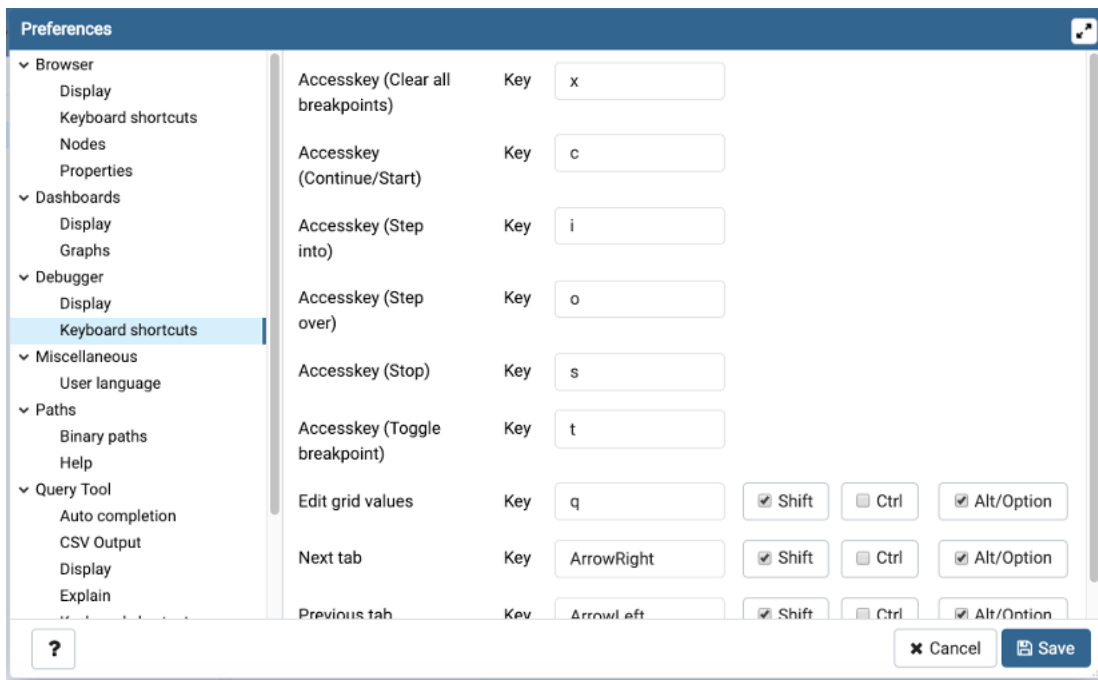 Preferences
Browser
Display
Keyboard shortcuts
Nodes
Properties
Dashboards
Display
Graphs
Debugger
Display
Keyboard shortcuts
Miscellaneous
User language
Paths
Binary paths
Help
Query Tool
Auto completion
CSV Output
Display
Explain
Accesskey (Clear all Key x
breakpoints)
Accesskey Key c
(Continue/Start)
Accesskey (Step Key i
into)
Accesskey (Step Key o
over)
Accesskey (Stop) Key s
Accesskey (Toggle Key t
breakpoint)
Edit grid values Key q Shift Ctrl Alt/Option
Next tab Key ArrowRight Shift Ctrl Alt/Option
Previous tab Key ArrowLeft Shift Ctrl Alt/Option
? Cancel Save